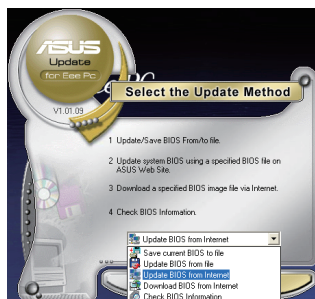 ASUS
Update
for Eee Pc
PC
V1.01.09
Select the Update Method
1 Update/Save BIOS From/to file.
2 Update system BIOS using a specified BIOS file on
ASUS Web Site.
3 Download a specified BIOS image file via Internet.
4 Check BIOS Information.
Update BIOS from Internet
Save current BIOS to file
Update BIOS from file
Update BIOS from Internet
Download BIOS from Internet
Check BIOS Information